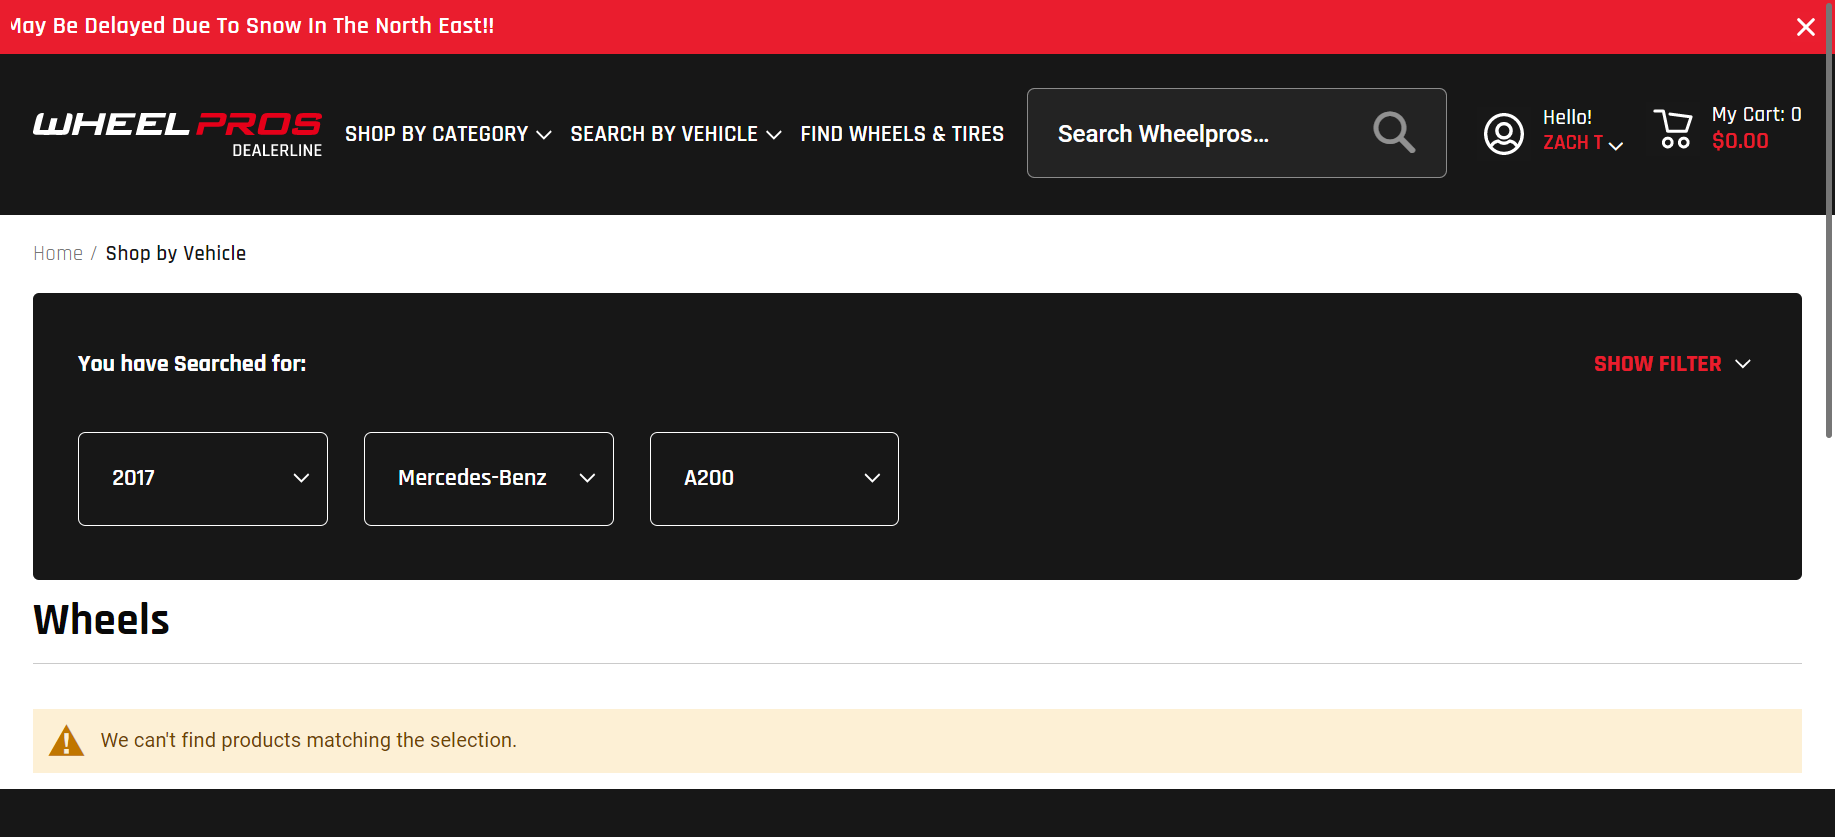 May Be Delayed Due To Snow In The North East!!
WHEEL PROS
DEALERLINE
SHOP BY CATEGORY
SEARCH BY VEHICLE
FIND WHEELS & TIRES
Search Wheelpros...
Hello!
ZACH T
My Cart: 0
$0.00
Home / Shop by Vehicle
You have Searched for:
SHOW FILTER
2017
Mercedes-Benz
A200
Wheels
We can't find products matching the selection.